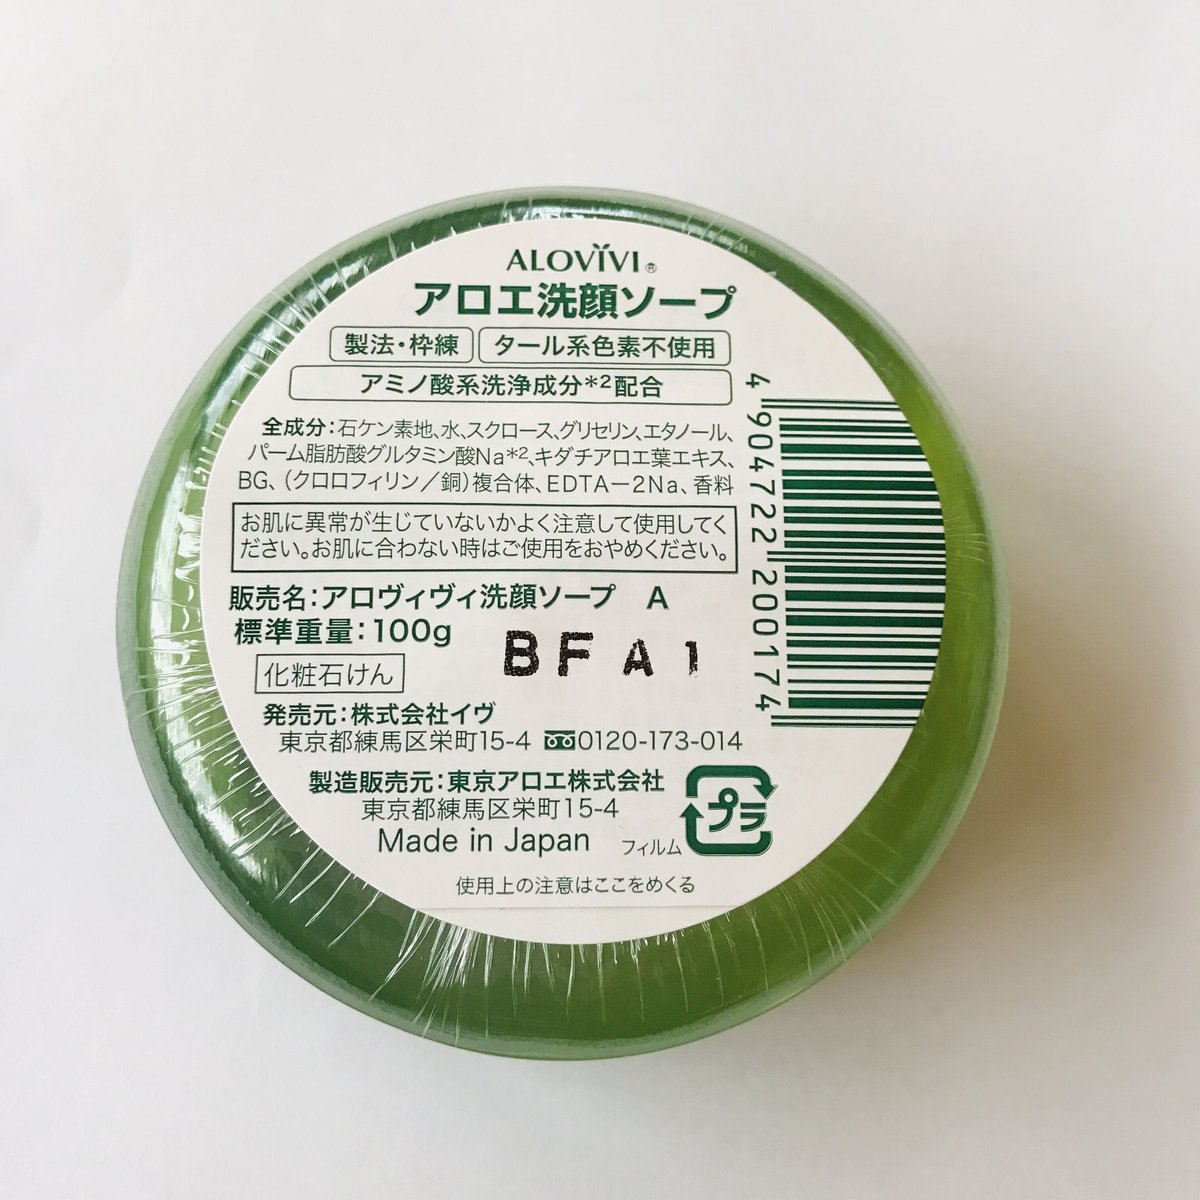 ALOVIVI®
アロエ洗顔ソープ
製法・枠練 タール系色素不使用
アミノ酸系洗浄成分*2配合
全成分:石ケン素地、水、スクロース、グリセリン、エタノール、
パーム脂肪酸グルタミン酸Na*2、キダチアロエ葉エキス、
BG、(クロロフィリン/銅)複合体、EDTA-2Na、香料
お肌に異常が生じていないかよく注意して使用してく
ださい。お肌に合わない時はご使用をおやめください。
販売名:アロヴィヴィ洗顔ソープ A
標準重量:100g
BFA1
化粧石けん
発売元:株式会社イヴ
東京都練馬区栄町15-4 0120-173-014
製造販売元:東京アロエ株式会社
東京都練馬区栄町15-4
Made in Japan
フィルム
プラ
使用上の注意はここをめくる
4 904722 200174